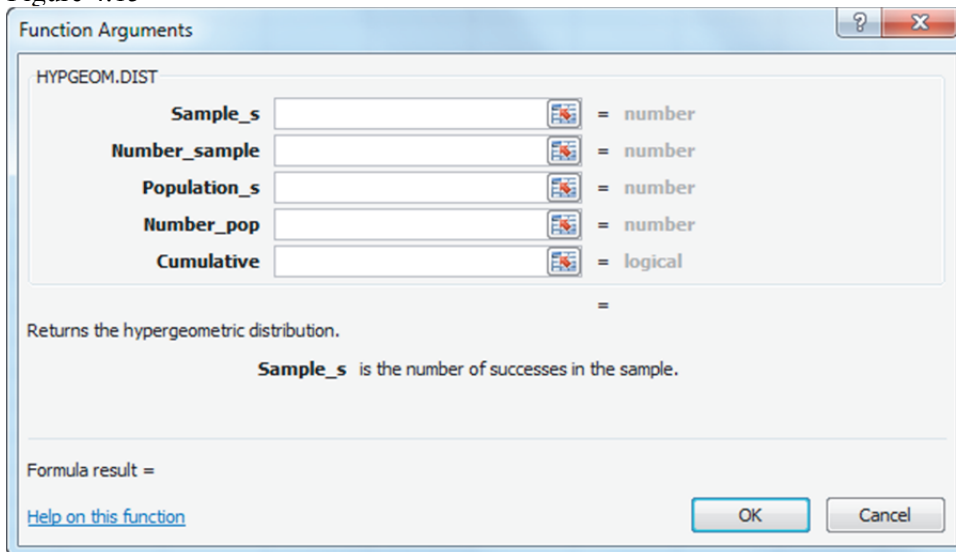 Function Arguments
HYPGEOM.DIST
Sample_s = number
Number_sample = number
Population_s = number
Number_pop = number
Cumulative = logical
=
Returns the hypergeometric distribution.
Sample_s is the number of successes in the sample.
Formula result =
Help on this function
OK Cancel